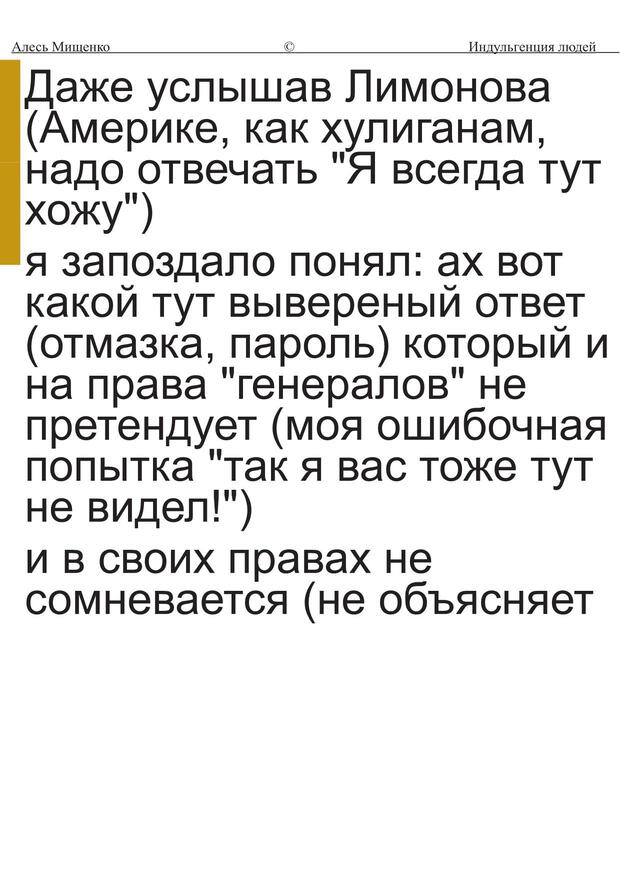 Алесь Мищенко © Индульгенция людей
Даже услышав Лимонова
(Америке, как хулиганам,
надо отвечать "Я всегда тут
хожу")
я запоздало понял: ах вот
какой тут вывереный ответ
(отмазка, пароль) который и
на права "генералов" не
претендует (моя ошибочная
попытка "так я вас тоже тут
не видел!")
и в своих правах не
сомневается (не объясняет